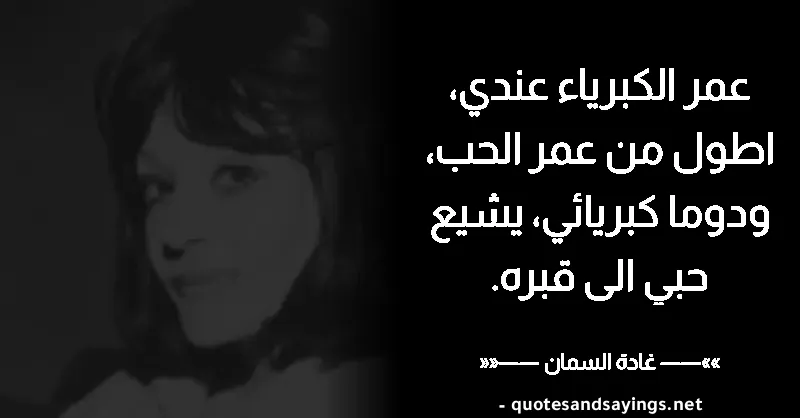 عمر الكبرياء عندي،
اطول من عمر الحب،
ودوما كبريائي، يشيع
حبي الى قبره.
»»—— غادة السمان ——««
- quotesandsayings.net